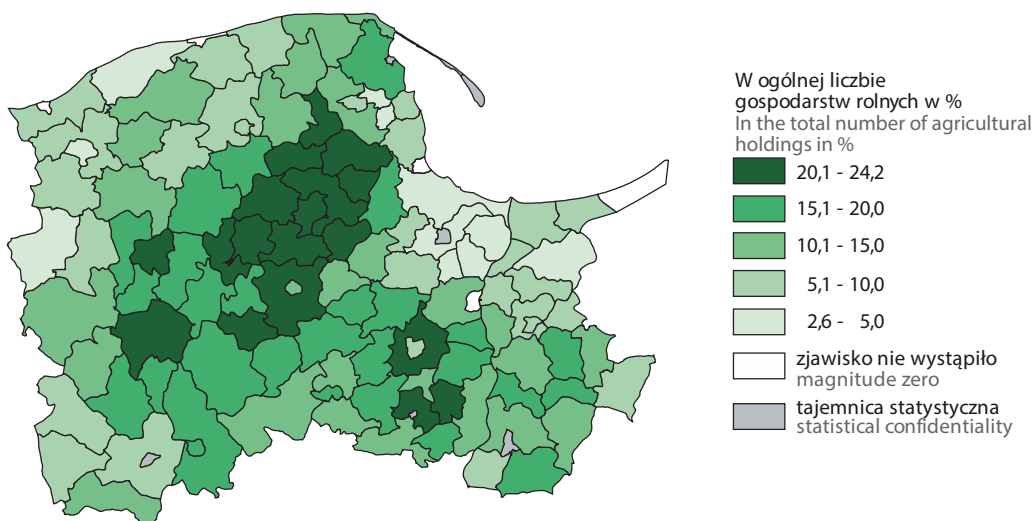 W ogólnej liczbie
gospodarstw rolnych w %
In the total number of agricultural
holdings in %
20,1 - 24,2
15,1 - 20,0
10,1 - 15,0
5,1 - 10,0
2,6 - 5,0
zjawisko nie wystąpiło
magnitude zero
tajemnica statystyczna
statistical confidentiality